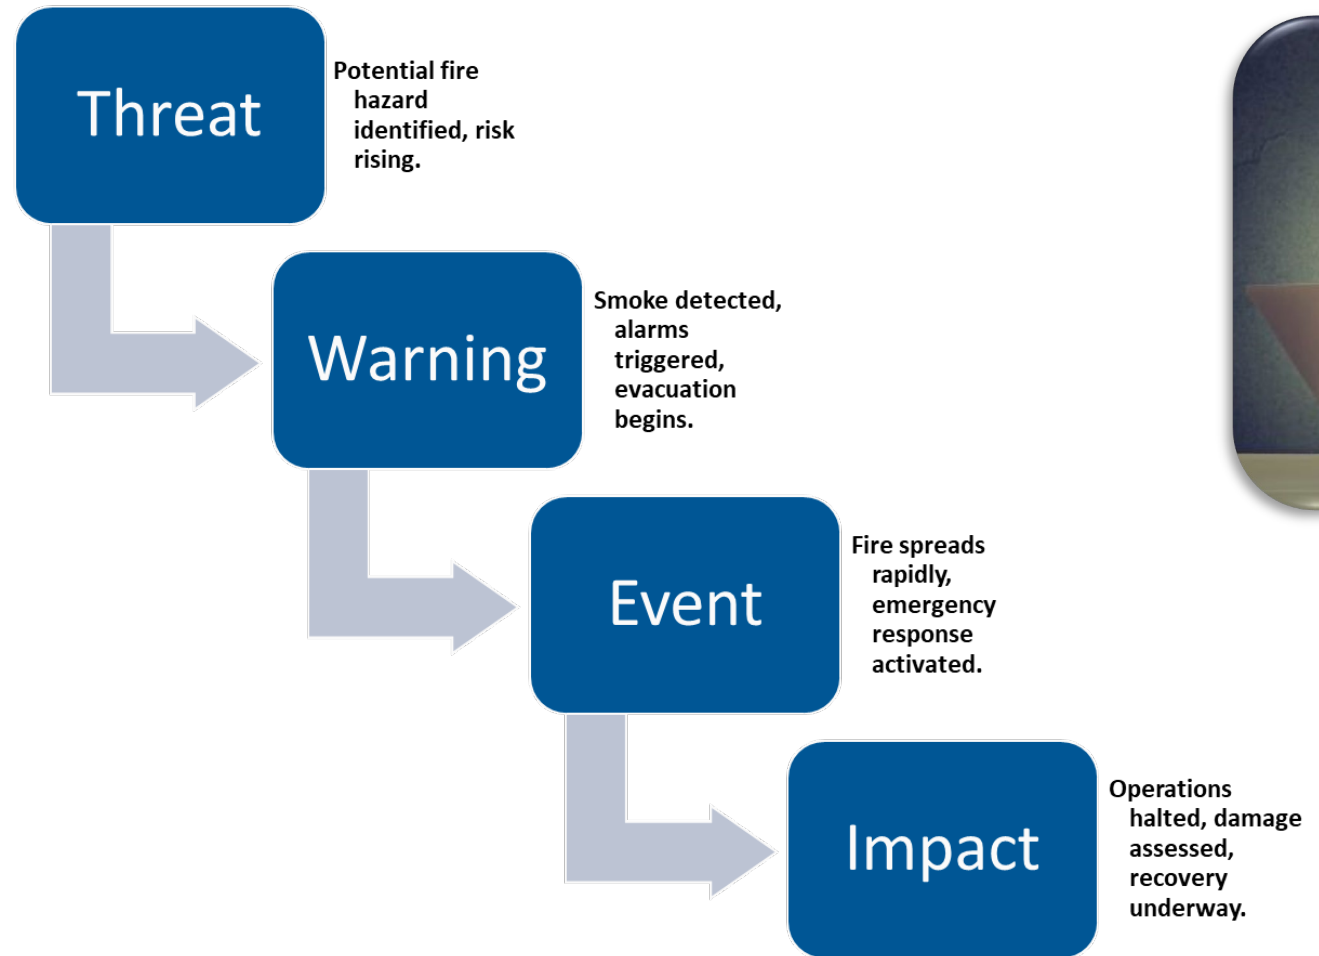 Threat
Potential fire
hazard
identified, risk
rising.
Warning
Smoke detected,
alarms
triggered,
evacuation
begins.
Event
Fire spreads
rapidly,
emergency
response
activated.
Impact
Operations
halted, damage
assessed,
recovery
underway.